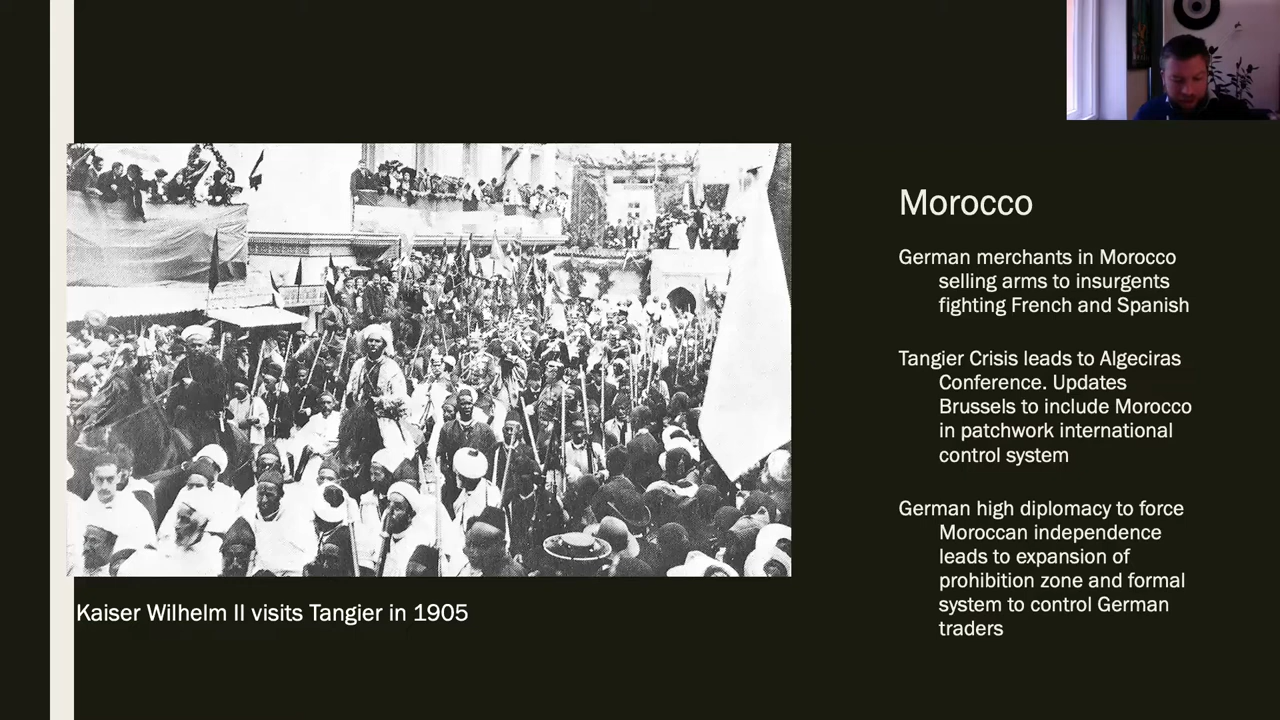 Morocco
German merchants in Morocco
selling arms to insurgents
fighting French and Spanish
Tangier Crisis leads to Algeciras
Conference. Updates
Brussels to include Morocco
in patchwork international
control system
German high diplomacy to force
Moroccan independence
leads to expansion of
prohibition zone and formal
system to control German
traders
Kaiser Wilhelm II visits Tangier in 1905